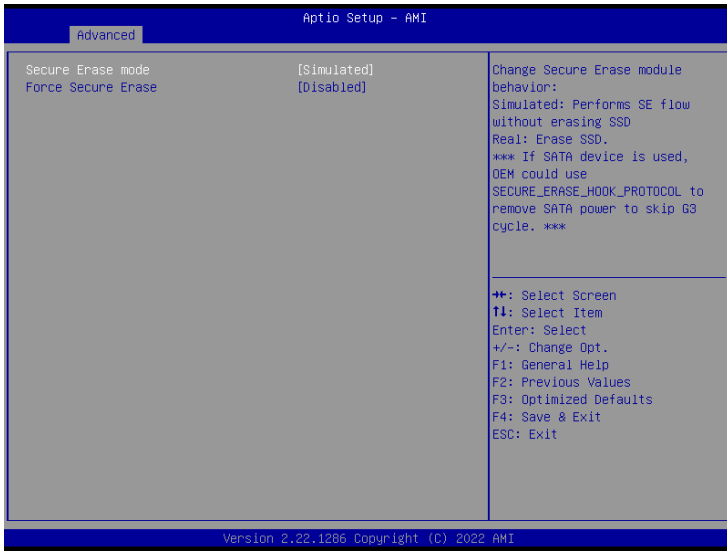 Aptio Setup - AMI
Advanced
Secure Erase mode [Simulated]
Force Secure Erase [Disabled]
Change Secure Erase module
behavior:
Simulated: Performs SE flow
without erasing SSD
Real: Erase SSD.
*** If SATA device is used,
OEM could use
SECURE_ERASE_HOOK_PROTOCOL to
remove SATA power to skip G3
cycle. ***
→←: Select Screen
↑↓: Select Item
Enter: Select
+/-: Change Opt.
F1: General Help
F2: Previous Values
F3: Optimized Defaults
F4: Save & Exit
ESC: Exit
Version 2.22.1286 Copyright (C) 2022 AMI